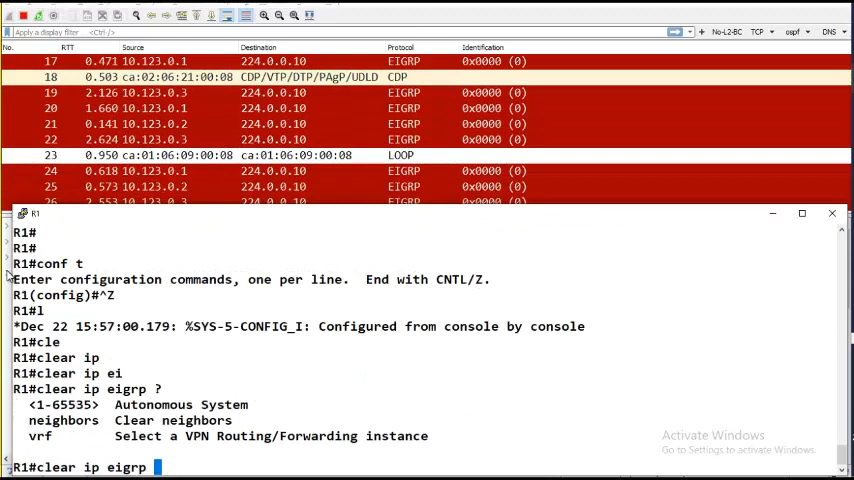 Apply a display filter ... <Ctrl-/>
+ No-L2-BC TCP ospf DNS
No. RTT Source Destination Protocol Identification
17 0.471 10.123.0.1 224.0.0.10 EIGRP 0x0000 (0)
18 0.503 ca:02:06:21:00:08 CDP/VTP/DTP/PAgP/UDLD CDP
19 2.126 10.123.0.3 224.0.0.10 EIGRP 0x0000 (0)
20 1.660 10.123.0.1 224.0.0.10 EIGRP 0x0000 (0)
21 0.141 10.123.0.2 224.0.0.10 EIGRP 0x0000 (0)
22 2.624 10.123.0.3 224.0.0.10 EIGRP 0x0000 (0)
23 0.950 ca:01:06:09:00:08 ca:01:06:09:00:08 LOOP
24 0.618 10.123.0.1 224.0.0.10 EIGRP 0x0000 (0)
25 0.573 10.123.0.2 224.0.0.10 EIGRP 0x0000 (0)
26 2.553 10.123.0.3 224.0.0.10 EIGRP 0x0000 (0)
R1
R1#
R1#
R1#conf t
Enter configuration commands, one per line. End with CNTL/Z.
R1(config)#^Z
R1#l
*Dec 22 15:57:00.179: %SYS-5-CONFIG_I: Configured from console by console
R1#cle
R1#clear ip
R1#clear ip ei
R1#clear ip eigrp ?
<1-65535> Autonomous System
neighbors Clear neighbors
vrf Select a VPN Routing/Forwarding instance
R1#clear ip eigrp
Activate Windows
Go to Settings to activate Windows.